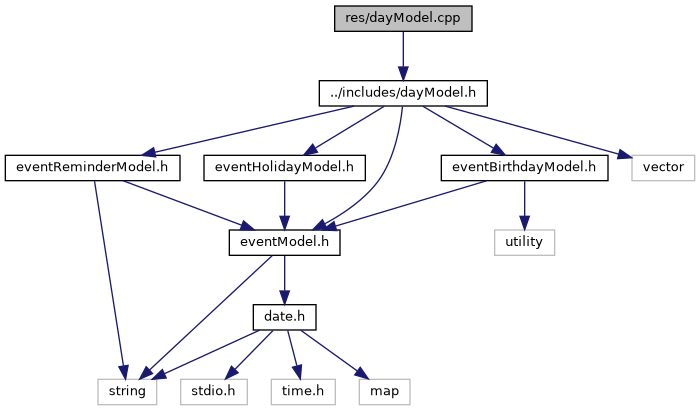 res/dayModel.cpp
../includes/dayModel.h
eventReminderModel.h
eventHolidayModel.h
eventBirthdayModel.h
vector
eventModel.h
utility
date.h
string
stdio.h
time.h
map